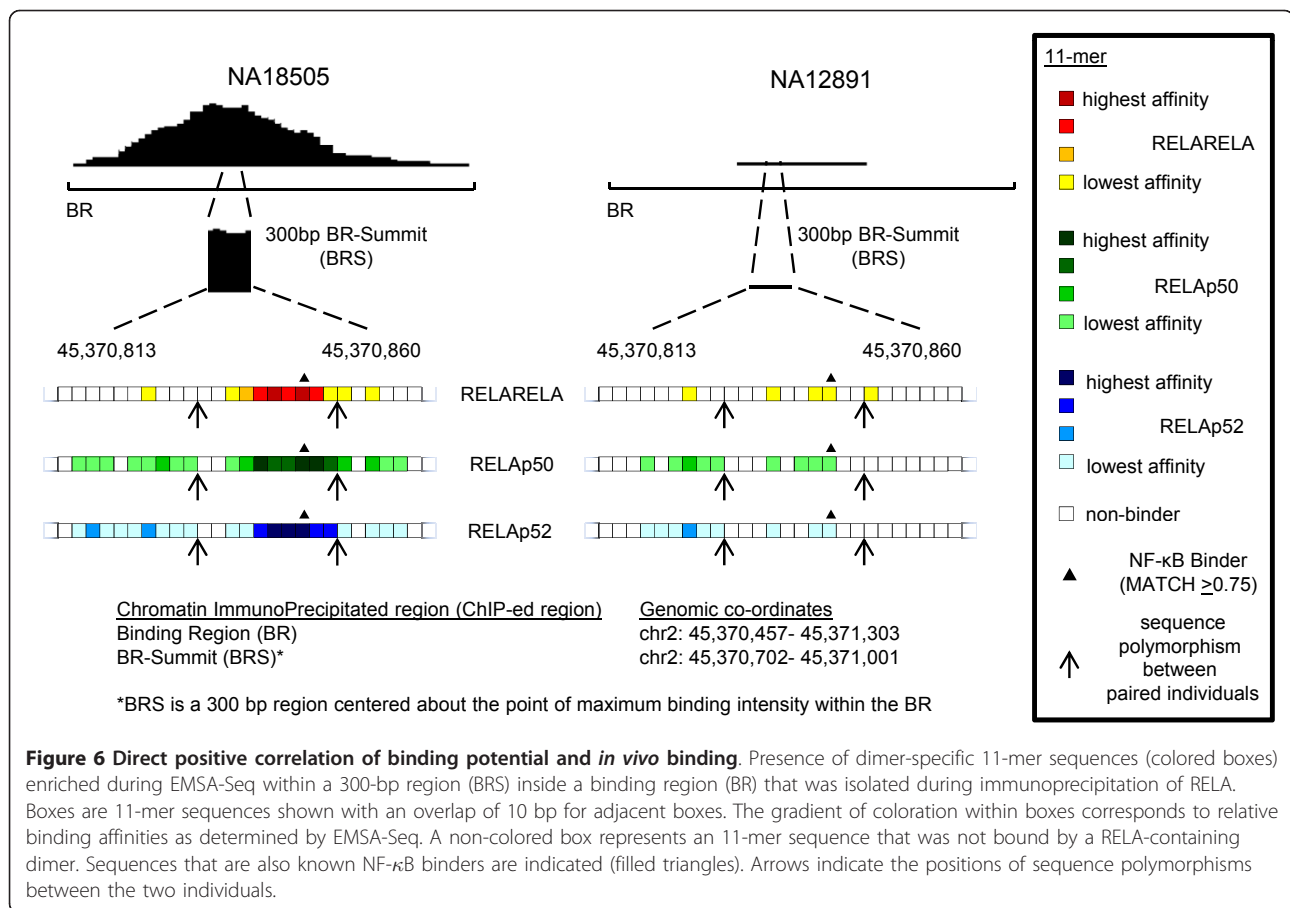 NA18505
NA12891
BR
300bp BR-Summit
(BRS)
BR
300bp BR-Summit
(BRS)
45,370,813
45,370,860
45,370,813
45,370,860
RELARELA
RELAp50
RELAp52
Chromatin ImmunoPrecipitated region (ChIP-ed region)
Genomic co-ordinates
Binding Region (BR)
chr2: 45,370,457- 45,371,303
BR-Summit (BRS)*
chr2: 45,370,702- 45,371,001
*BRS is a 300 bp region centered about the point of maximum binding intensity within the BR
11-mer
highest affinity
RELARELA
lowest affinity
highest affinity
RELAp50
lowest affinity
highest affinity
RELAp52
lowest affinity
non-binder
NF-κB Binder
(MATCH ≥0.75)
sequence
polymorphism
between
paired individuals
Figure 6 Direct positive correlation of binding potential and in vivo binding. Presence of dimer-specific 11-mer sequences (colored boxes)
enriched during EMSA-Seq within a 300-bp region (BRS) inside a binding region (BR) that was isolated during immunoprecipitation of RELA.
Boxes are 11-mer sequences shown with an overlap of 10 bp for adjacent boxes. The gradient of coloration within boxes corresponds to relative
binding affinities as determined by EMSA-Seq. A non-colored box represents an 11-mer sequence that was not bound by a RELA-containing
dimer. Sequences that are also known NF-κB binders are indicated (filled triangles). Arrows indicate the positions of sequence polymorphisms
between the two individuals.